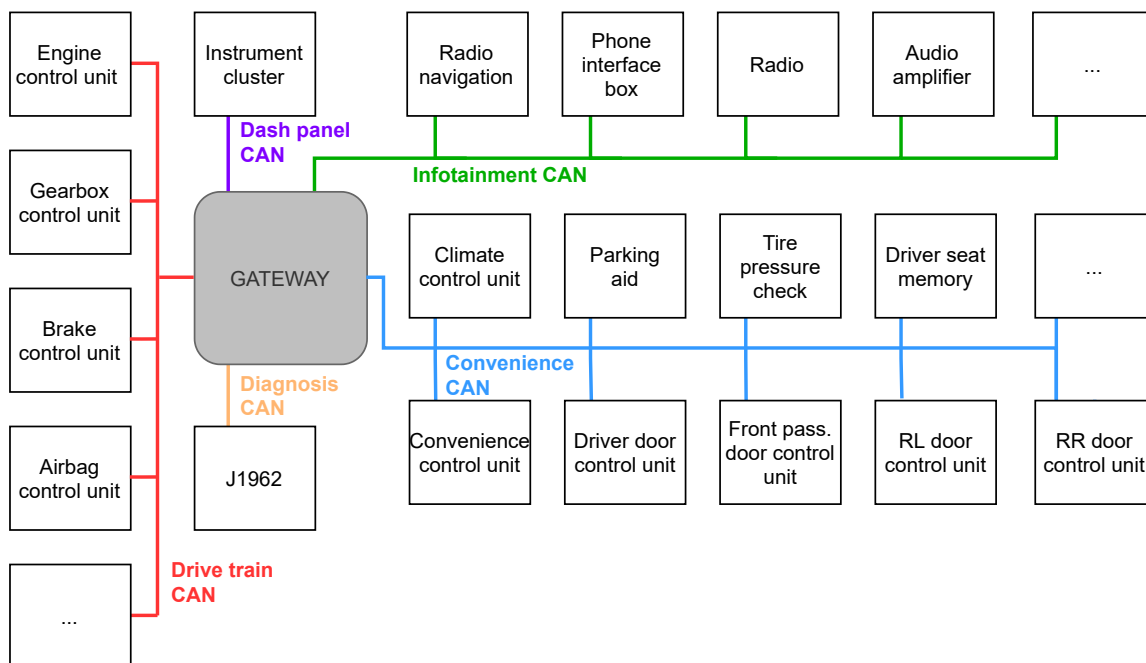 Engine
control unit
Instrument
cluster
Radio
navigation
Phone
interface
box
Radio
Audio
amplifier
...
Dash panel
CAN
Infotainment CAN
Gearbox
control unit
GATEWAY
Climate
control unit
Parking
aid
Tire
pressure
check
Driver seat
memory
...
Brake
control unit
Diagnosis
CAN
Convenience
CAN
Airbag
control unit
J1962
Convenience
control unit
Driver door
control unit
Front pass.
door control
unit
RL door
control unit
RR door
control unit
Drive train
CAN
...